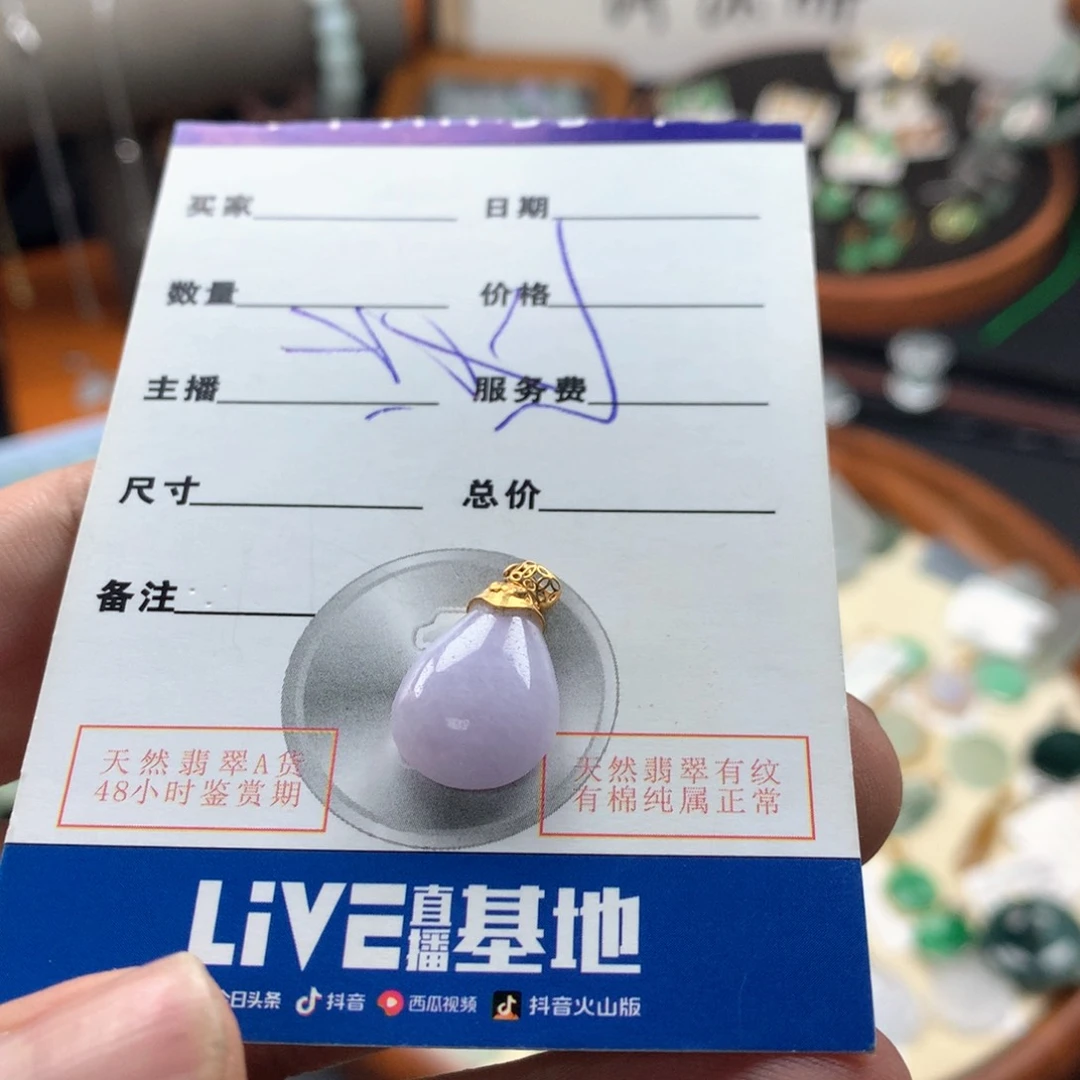 买家 日期
数量 价格
主播 服务费
尺寸 总价
备注
天然翡翠A货
48小时鉴赏期
天然翡翠有纹
有棉纯属正常
LiVE直播基地
今日头条 抖音 西瓜视频 抖音火山版